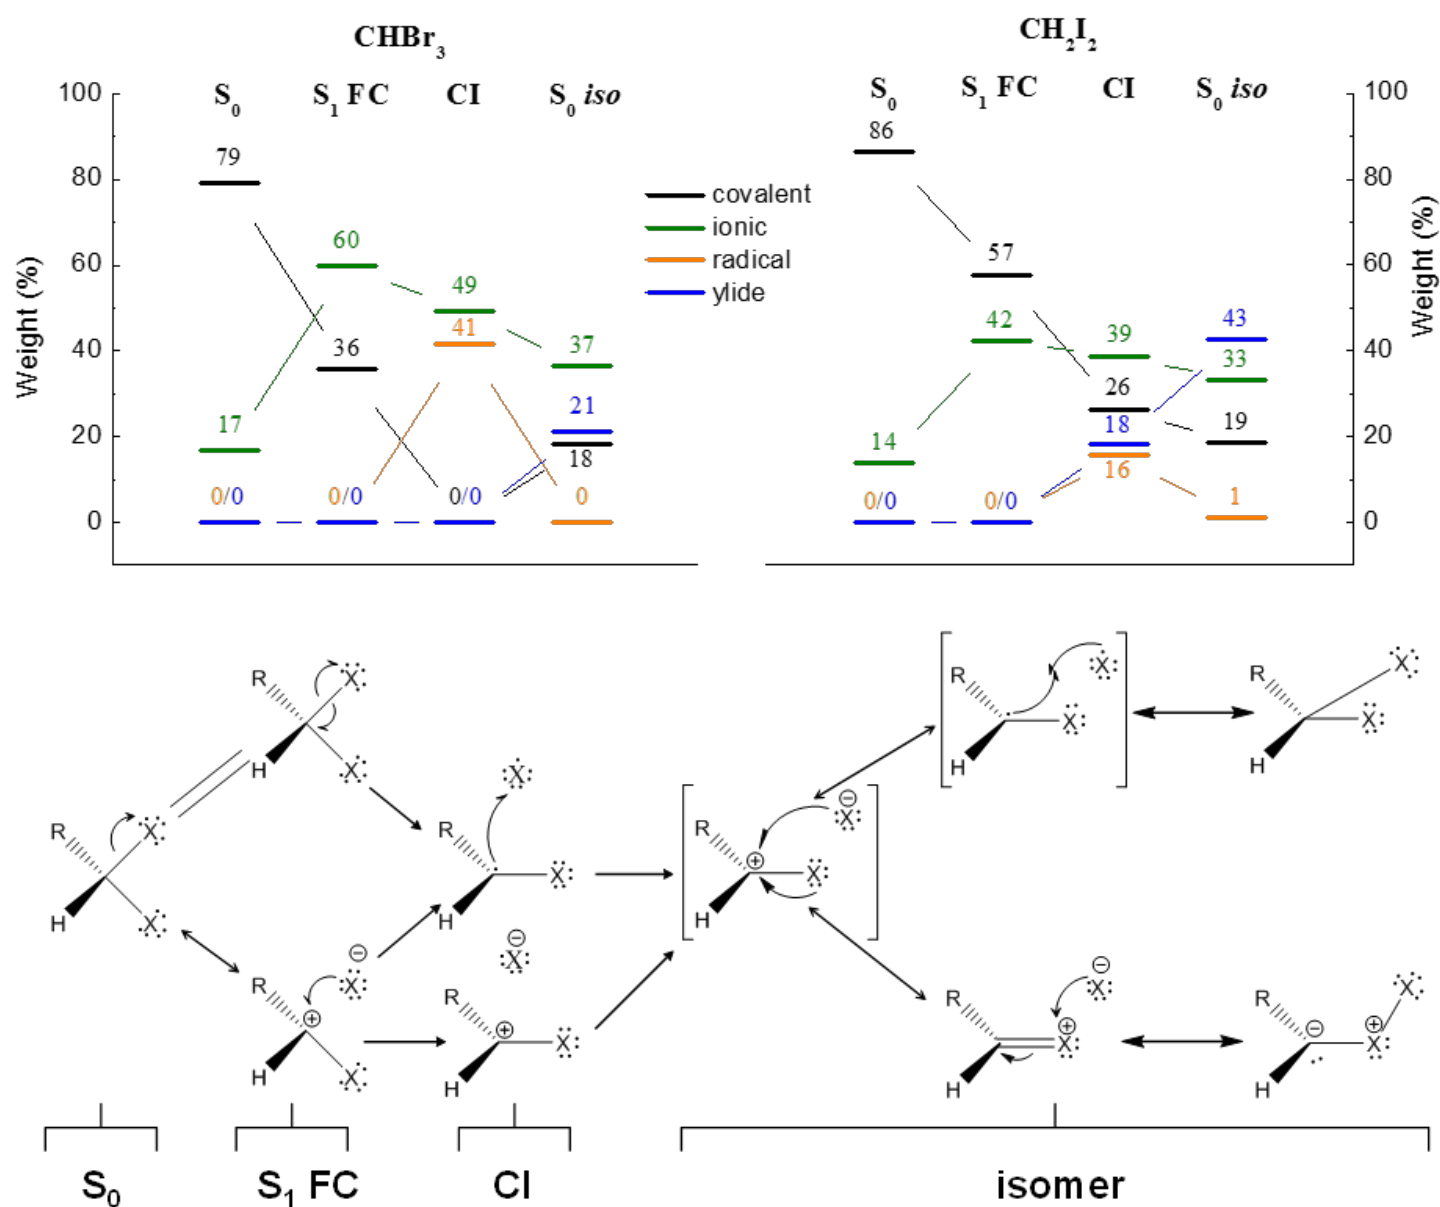 CHBr3
S0 S1 FC CI S0 iso
Weight (%)
100
80
60
40
20
0
79
17
0/0
60
36
0/0
49
41
0/0
37
21
18
0
covalent
ionic
radical
ylide
CH2I2
S0 S1 FC CI S0 iso
86
14
0/0
57
42
0/0
39
26
18
16
43
33
19
1
100
80
60
40
20
0
Weight (%)
R H X X
R H X X
R H ⊕ X ⊖ X
R H X X
R H ⊕ X ⊖ X
R H ⊕ X ⊖ X
R H X X
R H X X
R H X ⊕ ⊖ X
R H ⊖ X ⊕ X
S0
S1 FC
CI
isomer